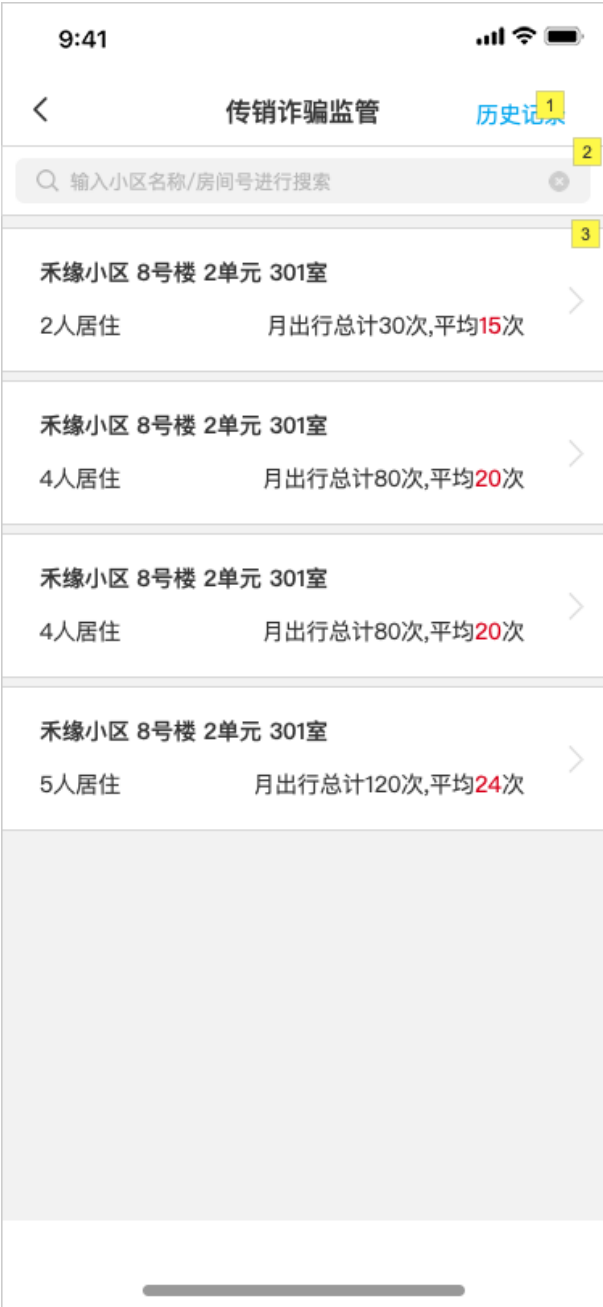 9:41
传销诈骗监管
历史记录
1
2
输入小区名称/房间号进行搜索
3
禾缘小区 8号楼 2单元 301室
2人居住 月出行总计30次,平均15次
禾缘小区 8号楼 2单元 301室
4人居住 月出行总计80次,平均20次
禾缘小区 8号楼 2单元 301室
4人居住 月出行总计80次,平均20次
禾缘小区 8号楼 2单元 301室
5人居住 月出行总计120次,平均24次